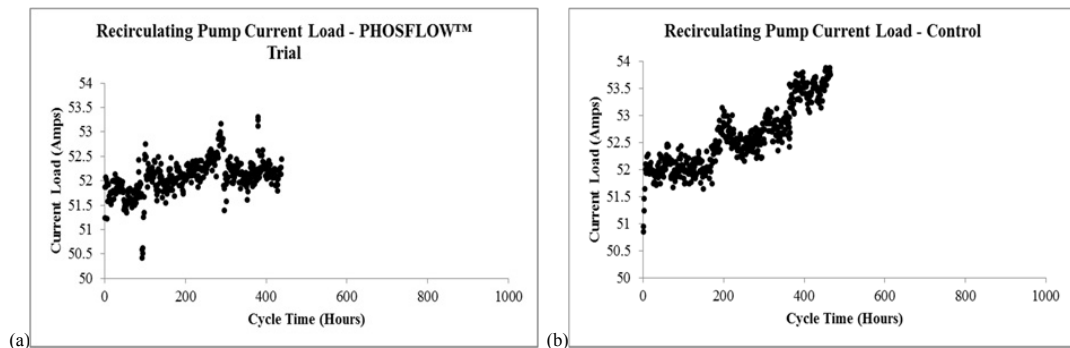 Recirculating Pump Current Load - PHOSFLOW™
Trial
54
53.5
53
52.5
52
51.5
51
50.5
50
Current Load (Amps)
0 200 400 600 800 1000
Cycle Time (Hours)
(a)
Recirculating Pump Current Load - Control
54
53.5
53
52.5
52
51.5
51
50.5
50
Current Load (Amps)
0 200 400 600 800 1000
Cycle Time (Hours)
(b)